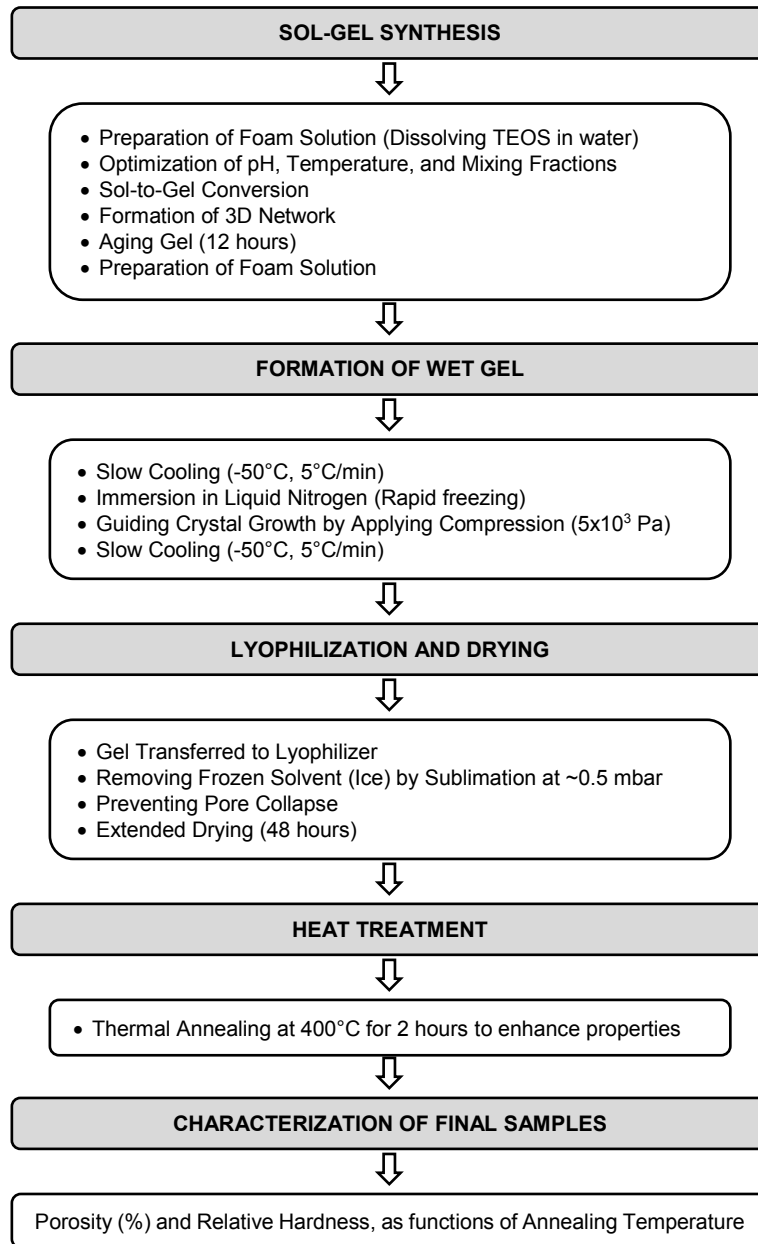 SOL-GEL SYNTHESIS
• Preparation of Foam Solution (Dissolving TEOS in water)
• Optimization of pH, Temperature, and Mixing Fractions
• Sol-to-Gel Conversion
• Formation of 3D Network
• Aging Gel (12 hours)
• Preparation of Foam Solution
FORMATION OF WET GEL
• Slow Cooling (-50°C, 5°C/min)
• Immersion in Liquid Nitrogen (Rapid freezing)
• Guiding Crystal Growth by Applying Compression (5x10³ Pa)
• Slow Cooling (-50°C, 5°C/min)
LYOPHILIZATION AND DRYING
• Gel Transferred to Lyophilizer
• Removing Frozen Solvent (Ice) by Sublimation at ~0.5 mbar
• Preventing Pore Collapse
• Extended Drying (48 hours)
HEAT TREATMENT
• Thermal Annealing at 400°C for 2 hours to enhance properties
CHARACTERIZATION OF FINAL SAMPLES
Porosity (%) and Relative Hardness, as functions of Annealing Temperature